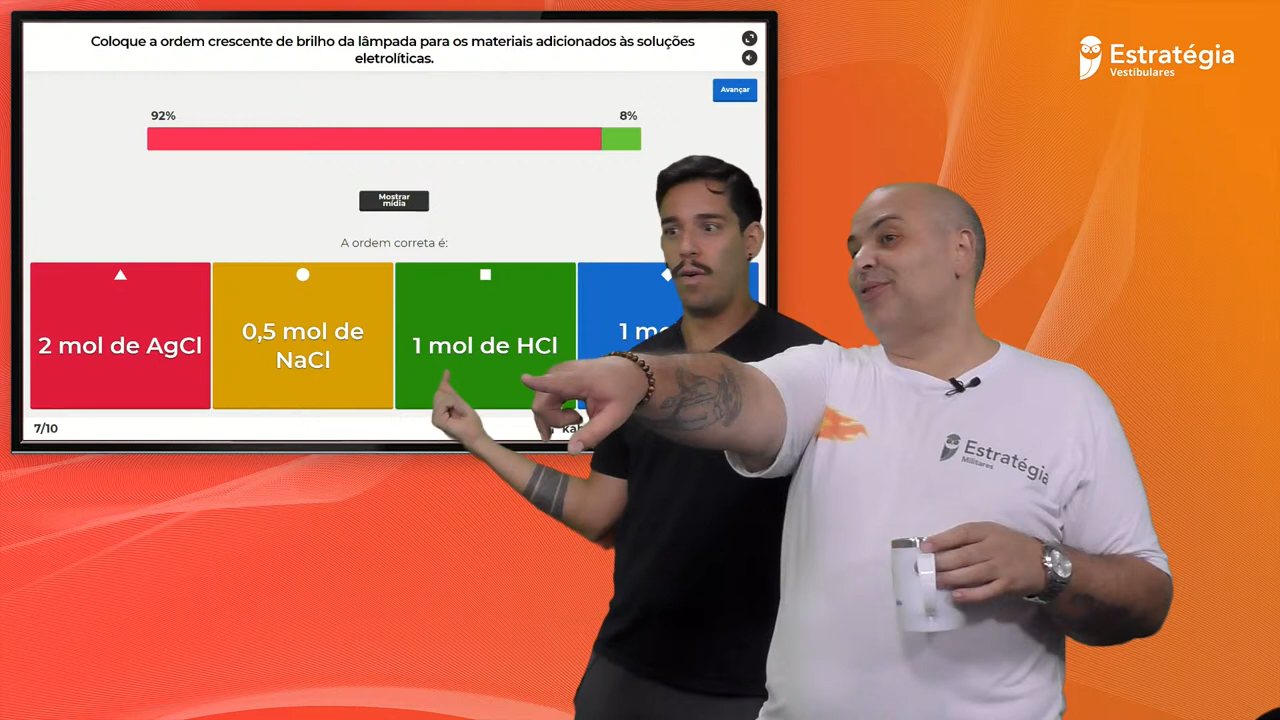 Coloque a ordem crescente de brilho da lâmpada para os materiais adicionados às soluções
eletrolíticas.
Estratégia
Vestibulares
Avançar
92%
8%
Mostrar
mídia
A ordem correta é:
2 mol de AgCl
0,5 mol de
NaCl
1 mol de HCl
1
7/10
Estratégia
Militares